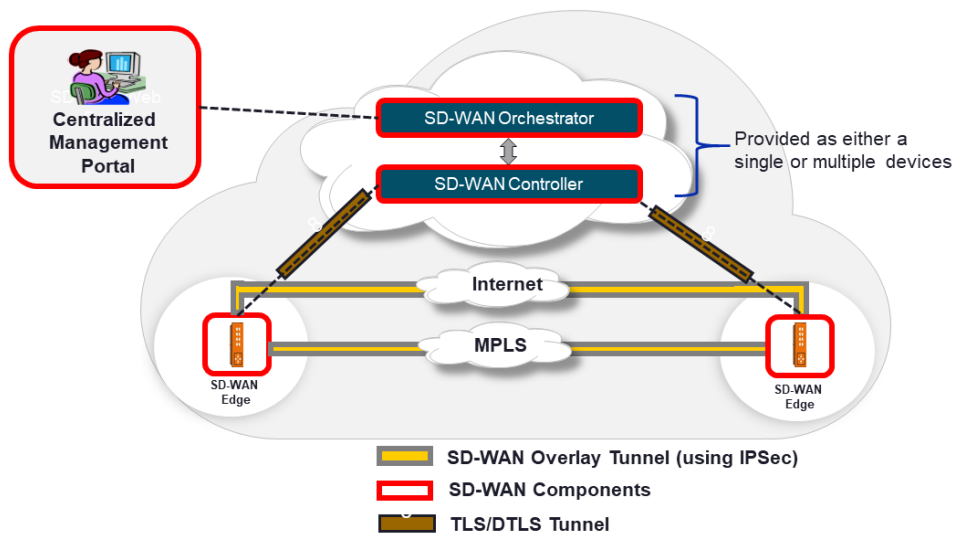 SD-WAN Orchestrator
Centralized
Management
Portal
Provided as either a
single or multiple devices
SD-WAN Controller
Internet
MPLS
SD-WAN
Edge
SD-WAN
Edge
SD-WAN Overlay Tunnel (using IPSec)
SD-WAN Components
TLS/DTLS Tunnel